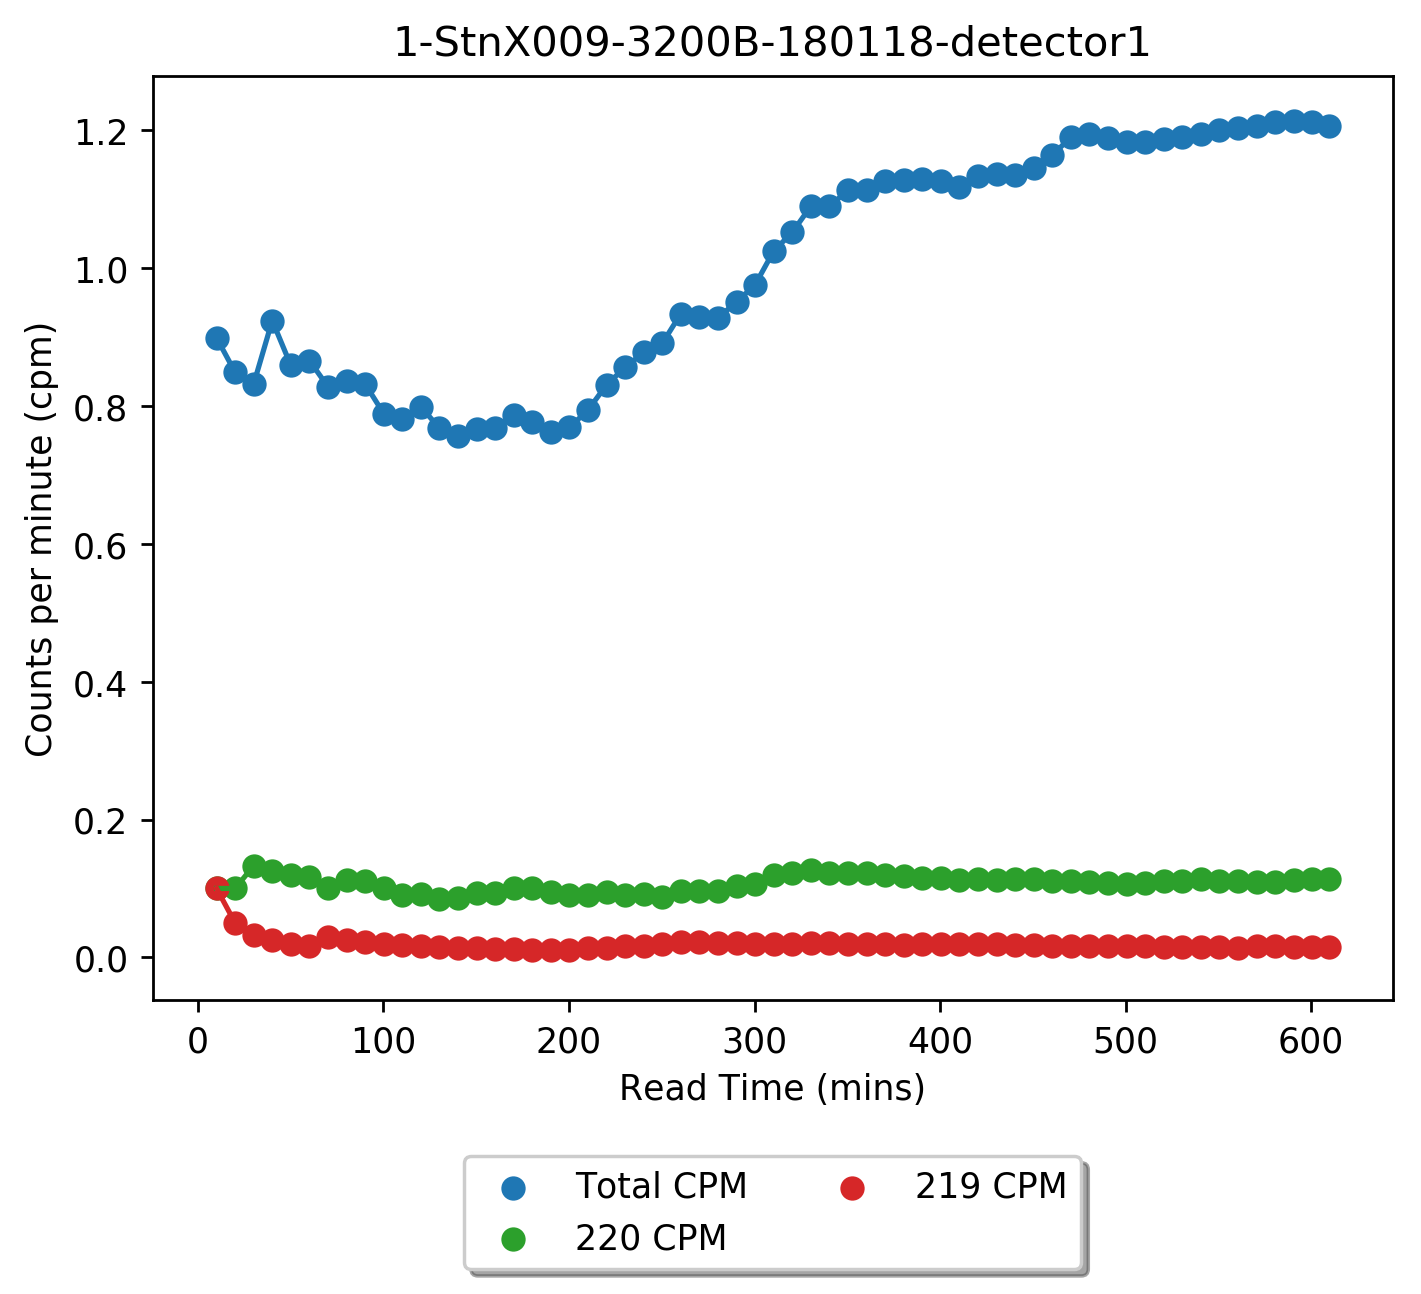 1-StnX009-3200B-180118-detector1
Counts per minute (cpm)
1.2
1.0
0.8
0.6
0.4
0.2
0.0
0 100 200 300 400 500 600
Read Time (mins)
Total CPM 219 CPM
220 CPM